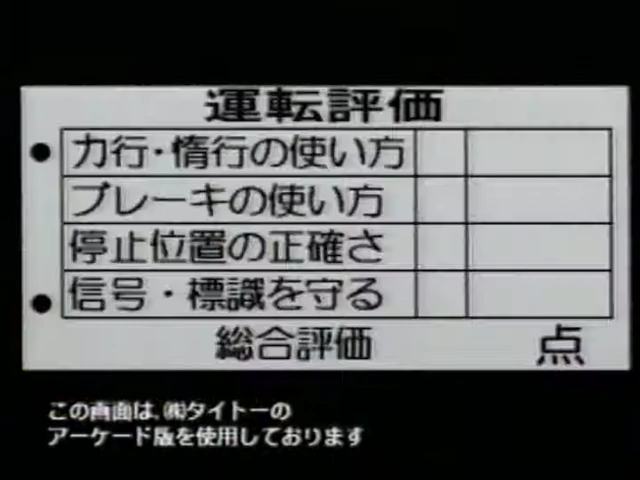 運転評価
力行・惰行の使い方
ブレーキの使い方
停止位置の正確さ
信号・標識を守る
総合評価 点
この画面は、㈱タイトーの
アーケード版を使用しております